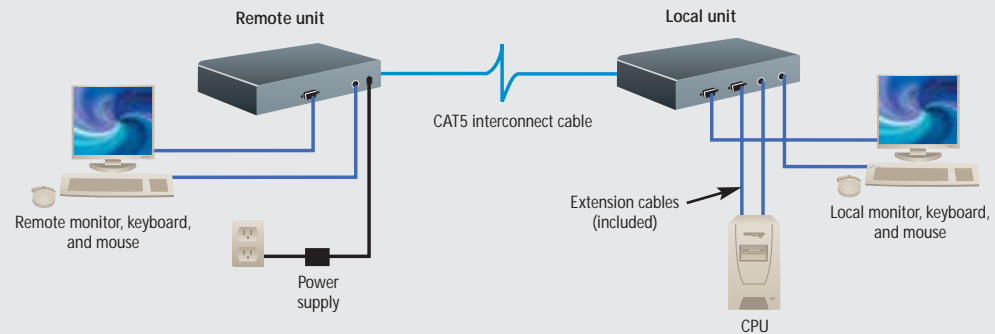 Remote unit
Local unit
CAT5 interconnect cable
Remote monitor, keyboard,
and mouse
Extension cables
(included)
Local monitor, keyboard,
and mouse
Power
supply
CPU